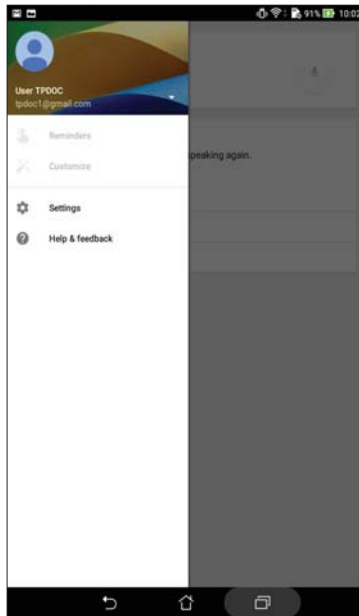 91% 10:02
User TPDOC
tpdoc1@gmail.com
Reminders
Customize
Settings
Help & feedback
peaking again.